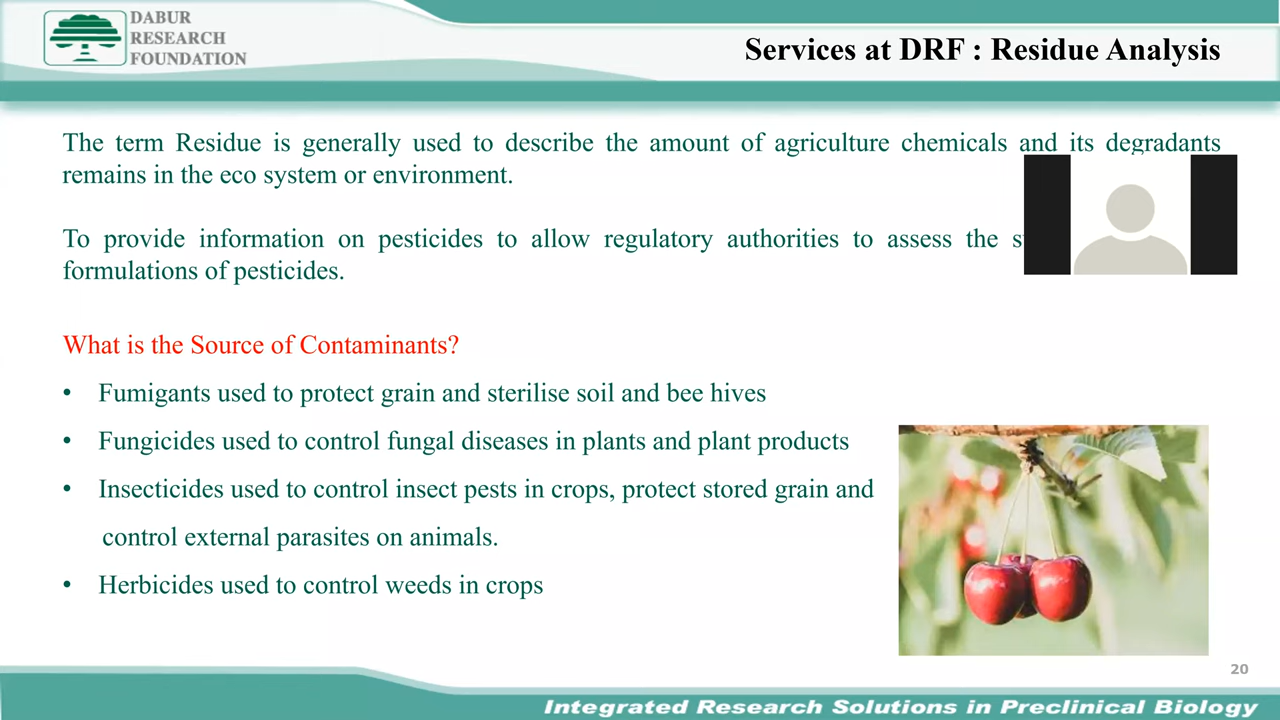 DABUR
RESEARCH
FOUNDATION
Services at DRF : Residue Analysis
The term Residue is generally used to describe the amount of agriculture chemicals and its degradants
remains in the eco system or environment.
To provide information on pesticides to allow regulatory authorities to assess the
formulations of pesticides.
What is the Source of Contaminants?
• Fumigants used to protect grain and sterilise soil and bee hives
• Fungicides used to control fungal diseases in plants and plant products
• Insecticides used to control insect pests in crops, protect stored grain and
control external parasites on animals.
• Herbicides used to control weeds in crops
20
Integrated Research Solutions in Preclinical Biology